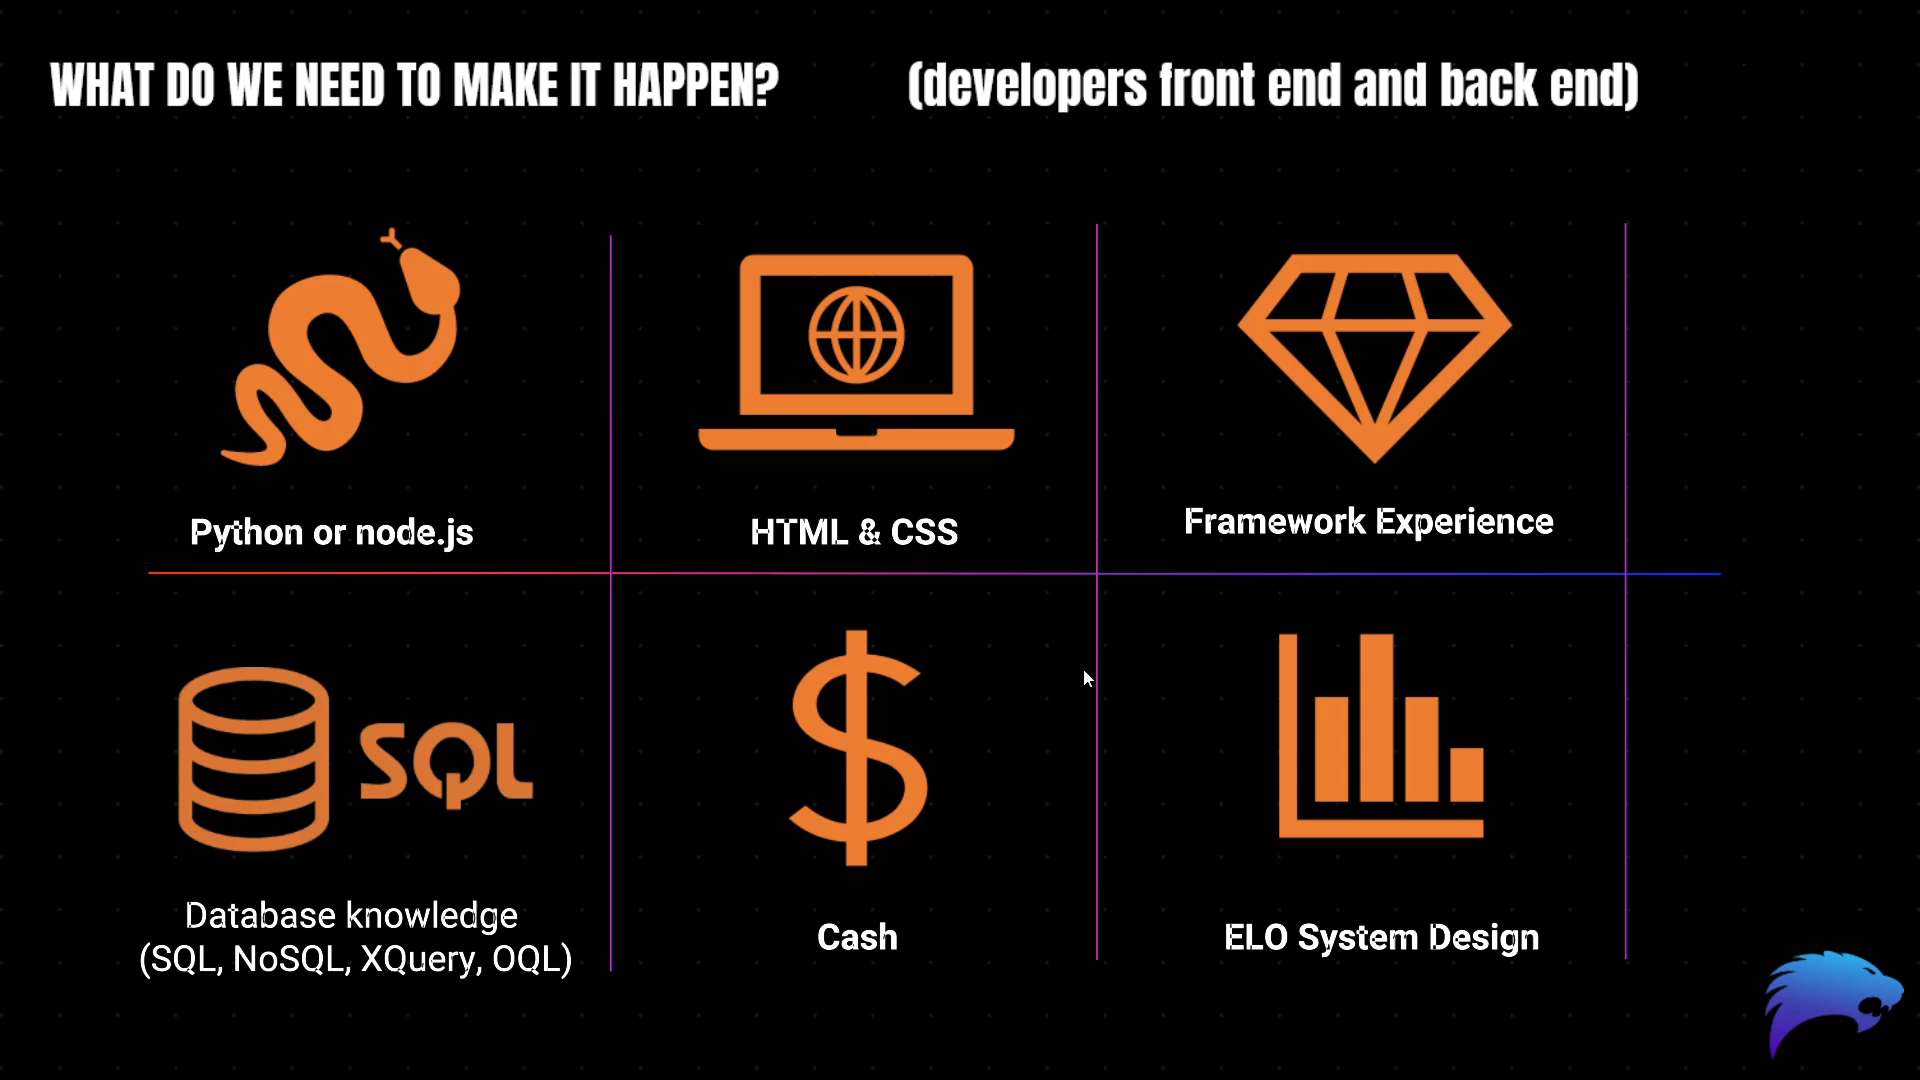 WHAT DO WE NEED TO MAKE IT HAPPEN? (developers front end and back end)
Python or node.js
HTML & CSS
Framework Experience
SQL
Database knowledge
(SQL, NoSQL, XQuery, OQL)
Cash
ELO System Design